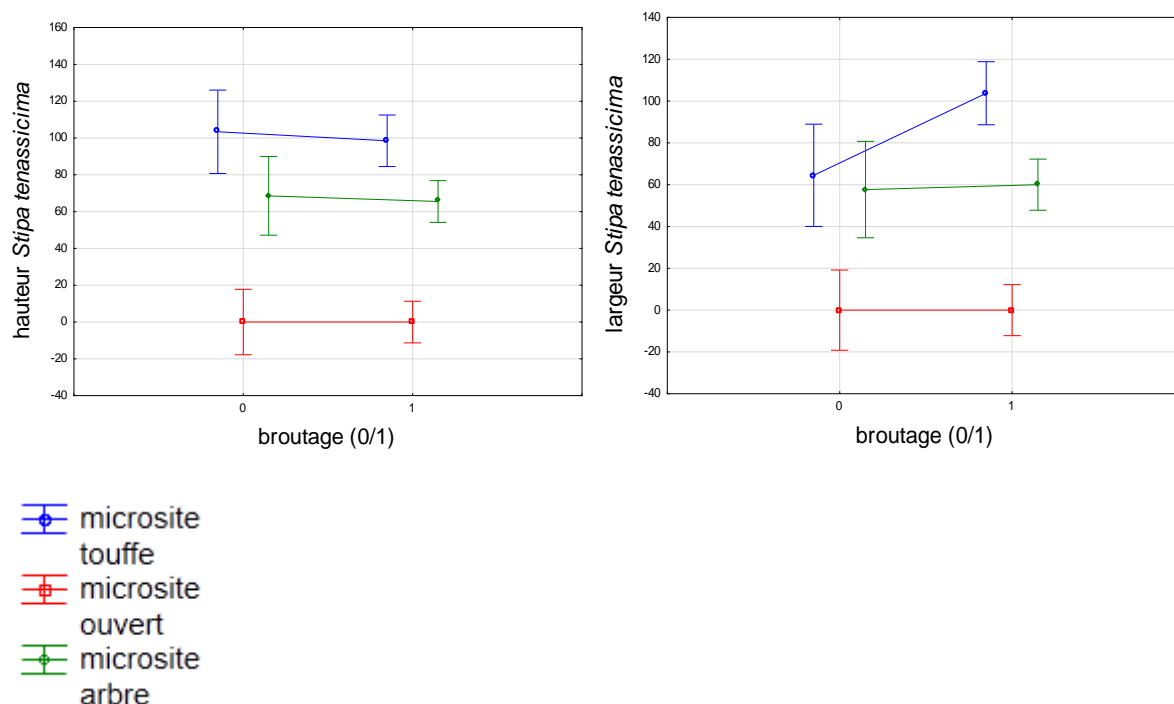 160
140
120
100
80
60
40
20
0
-20
-40
hauteur Stipa tenassicima
0 1
broutage (0/1)
140
120
100
80
60
40
20
0
-20
-40
largeur Stipa tenassicima
0 1
broutage (0/1)
microsite
touffe
microsite
ouvert
microsite
arbre